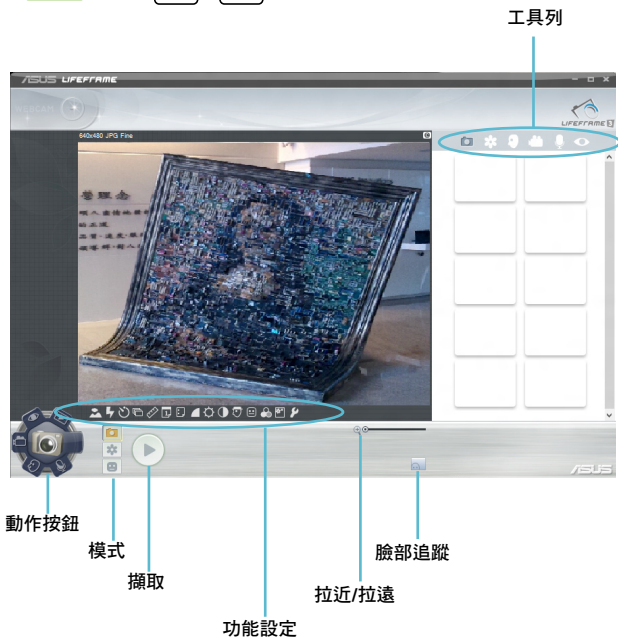 工具列
ASUS LIFEFRAME
LIFEFRAME 3
640x480 JPG Fine
ASUS
動作按鈕
模式
擷取
臉部追蹤
拉近/拉遠
功能設定